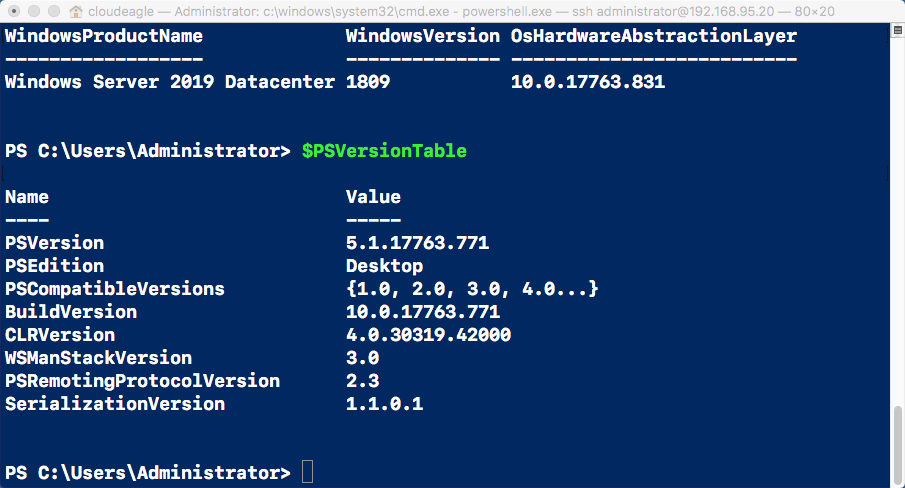 cloudeagle — Administrator: c:\windows\system32\cmd.exe - powershell.exe — ssh administrator@192.168.95.20 — 80×20
WindowsProductName WindowsVersion OsHardwareAbstractionLayer
------------------ -------------- --------------------------
Windows Server 2019 Datacenter 1809 10.0.17763.831
PS C:\Users\Administrator> $PSVersionTable
Name Value
---- -----
PSVersion 5.1.17763.771
PSEdition Desktop
PSCompatibleVersions {1.0, 2.0, 3.0, 4.0...}
BuildVersion 10.0.17763.771
CLRVersion 4.0.30319.42000
WSManStackVersion 3.0
PSRemotingProtocolVersion 2.3
SerializationVersion 1.1.0.1
PS C:\Users\Administrator>